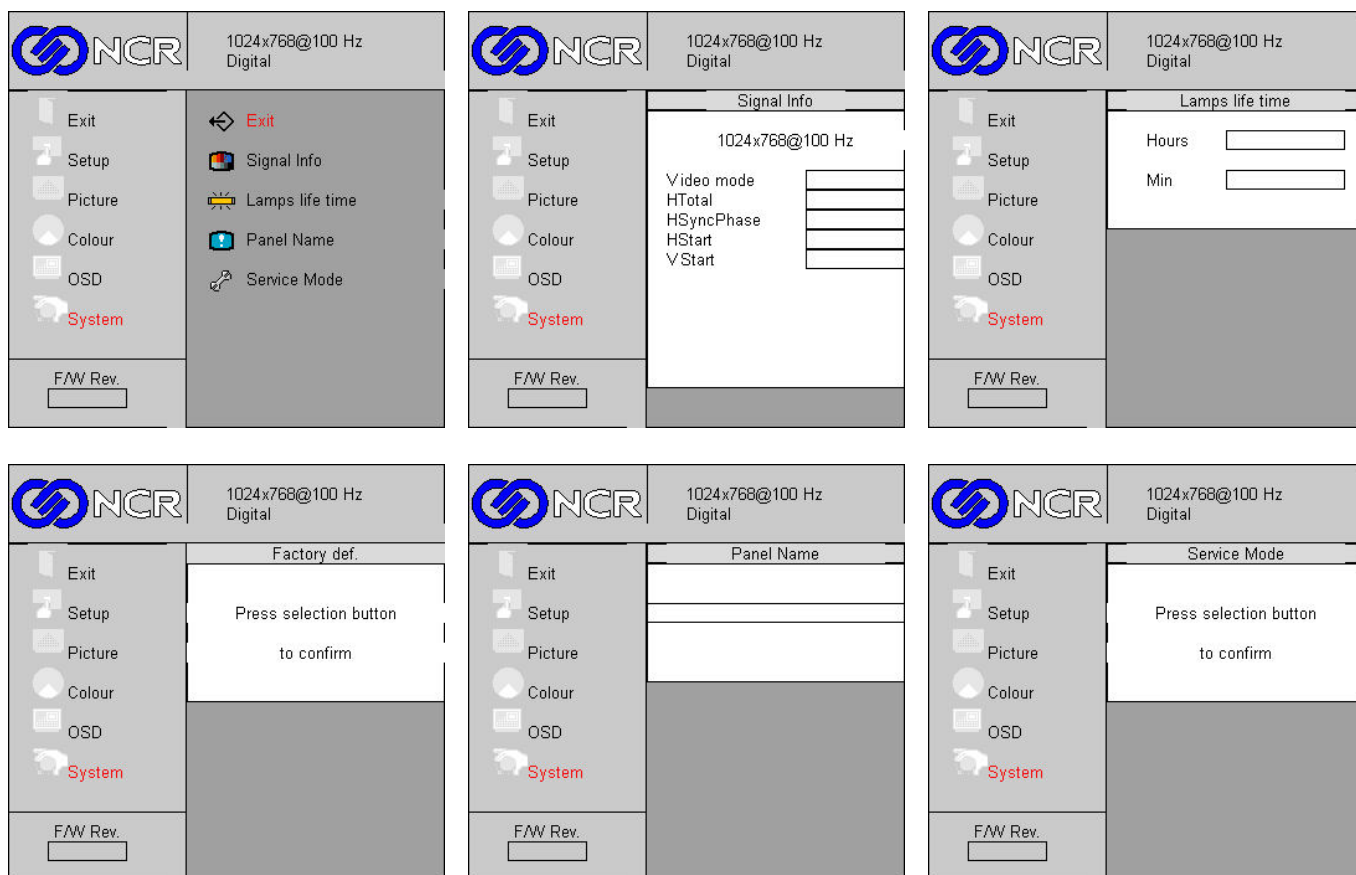 NCR
1024x768@100 Hz
Digital
Exit
Setup
Picture
Colour
OSD
System
F/W Rev.
Exit
Signal Info
Lamps life time
Panel Name
Service Mode
NCR
1024x768@100 Hz
Digital
Exit
Setup
Picture
Colour
OSD
System
F/W Rev.
Signal Info
1024x768@100 Hz
Video mode
HTotal
HSyncPhase
HStart
VStart
NCR
1024x768@100 Hz
Digital
Exit
Setup
Picture
Colour
OSD
System
F/W Rev.
Lamps life time
Hours
Min
NCR
1024x768@100 Hz
Digital
Exit
Setup
Picture
Colour
OSD
System
F/W Rev.
Factory def.
Press selection button
to confirm
NCR
1024x768@100 Hz
Digital
Exit
Setup
Picture
Colour
OSD
System
F/W Rev.
Panel Name
NCR
1024x768@100 Hz
Digital
Exit
Setup
Picture
Colour
OSD
System
F/W Rev.
Service Mode
Press selection button
to confirm